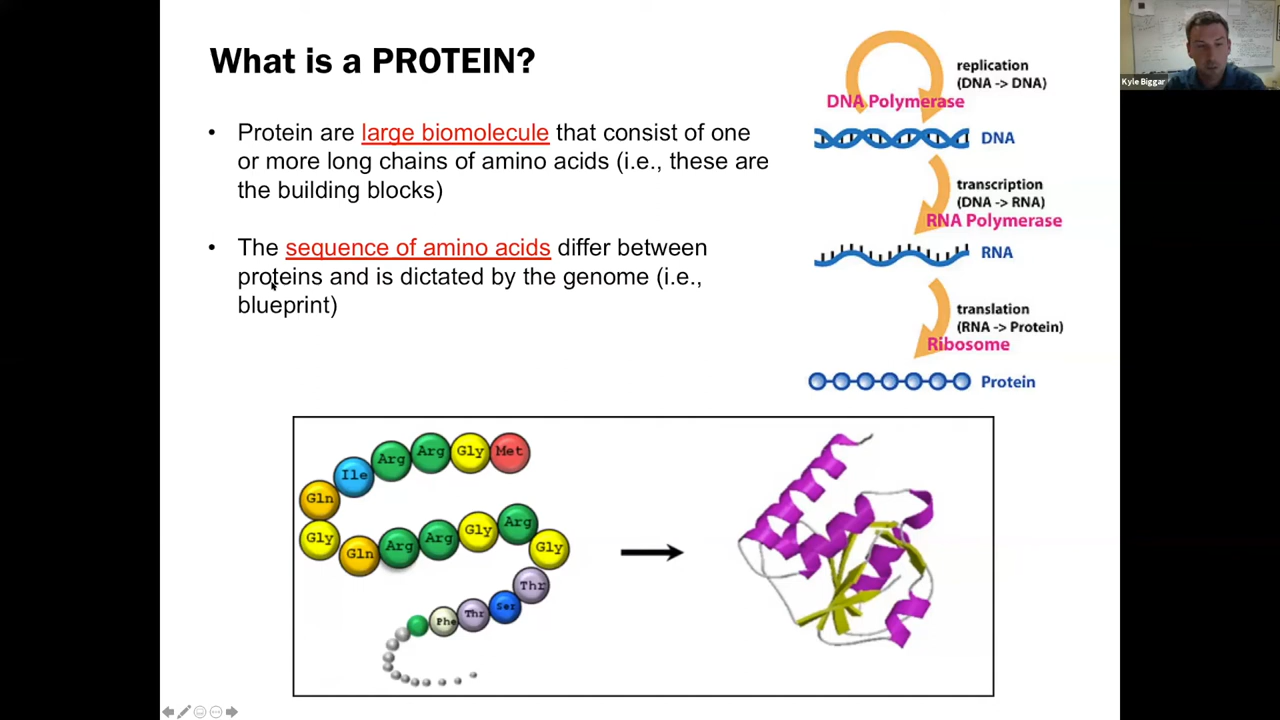 What is a PROTEIN?
• Protein are large biomolecule that consist of one
or more long chains of amino acids (i.e., these are
the building blocks)
• The sequence of amino acids differ between
proteins and is dictated by the genome (i.e.,
blueprint)
replication
(DNA -> DNA)
DNA Polymerase
DNA
transcription
(DNA -> RNA)
RNA Polymerase
RNA
translation
(RNA -> Protein)
Ribosome
Protein
Kyle Biggar
Gln Ile Arg Arg Gly Met
Gly Gln Arg Arg Gly Arg Gly
Phe Thr Ser Thr